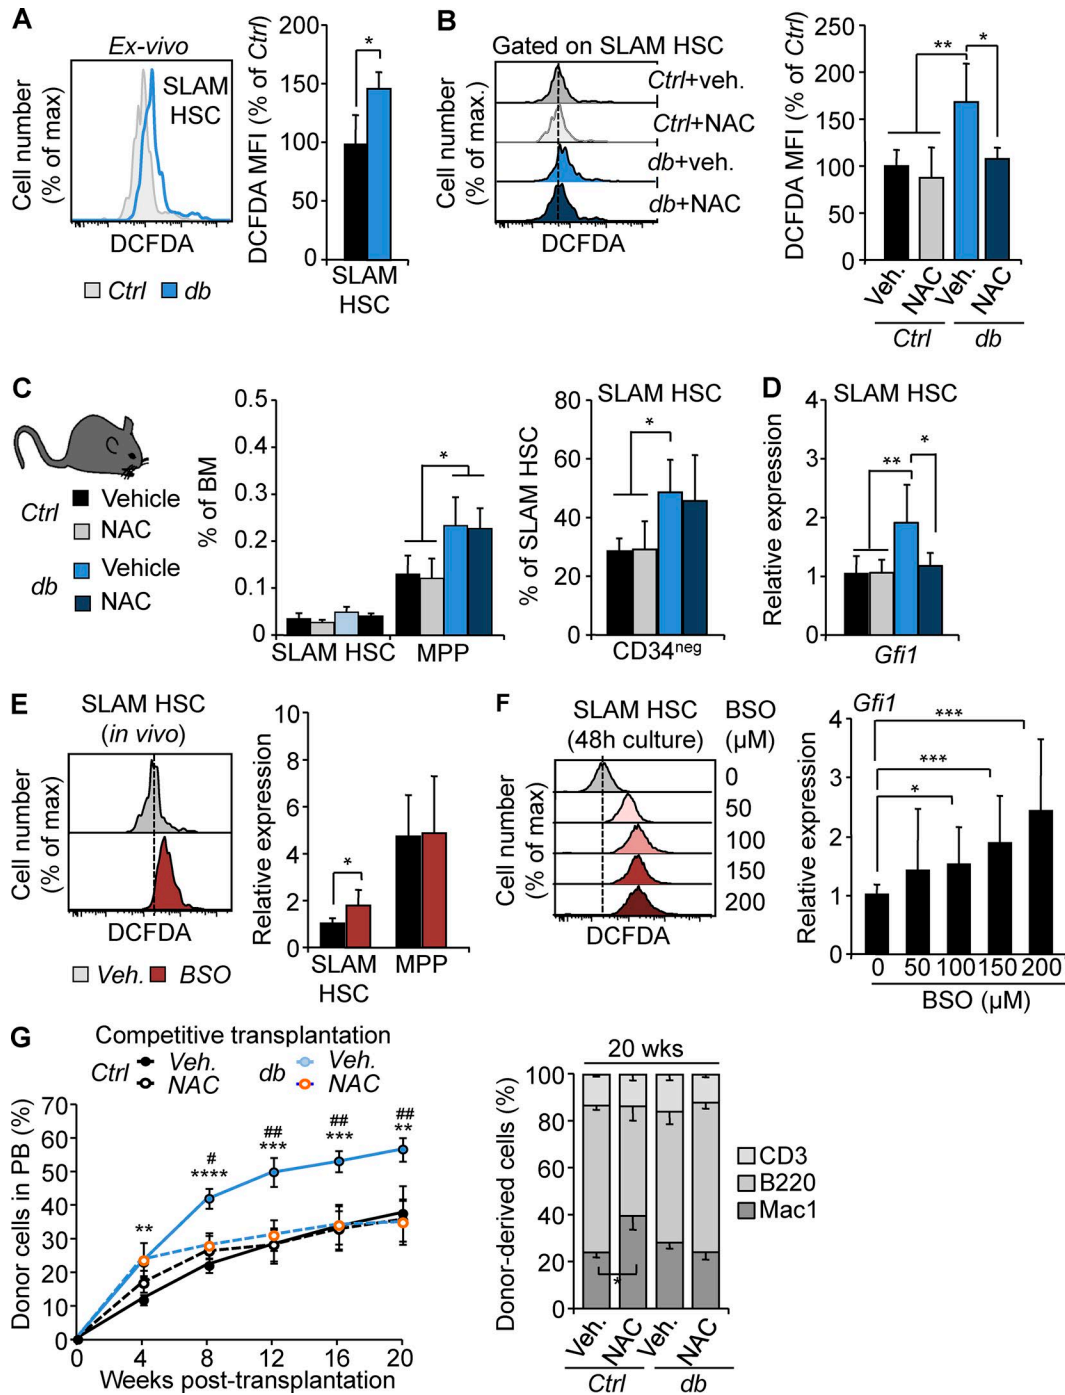 A
Ex-vivo
SLAM
HSC
Cell number
(% of max)
DCFDA
Ctrl db
DCFDA MFI (% of Ctrl)
200
150
100
50
0
*
SLAM
HSC
B
Gated on SLAM HSC
Cell number
(% of max.)
Ctrl+veh.
Ctrl+NAC
db+veh.
db+NAC
DCFDA
DCFDA MFI (% of Ctrl)
250
200
150
100
50
0
** *
Veh. NAC Veh. NAC
Ctrl db
C
Ctrl
Vehicle
NAC
db
Vehicle
NAC
% of BM
0.5
0.4
0.3
0.2
0.1
0
*
SLAM HSC MPP
SLAM HSC
% of SLAM HSC
80
60
40
20
0
*
CD34neg
D
SLAM HSC
Relative expression
4
3
2
1
0
** *
Gfi1
E
SLAM HSC
(in vivo)
Cell number
(% of max)
DCFDA
Veh. BSO
Relative expression
10
8
6
4
2
0
*
SLAM MPP
HSC
F
SLAM HSC BSO
(48h culture) (µM)
Cell number
(% of max)
0
50
100
150
200
DCFDA
Gfi1
Relative expression
4
3
2
1
0
***
***
*
0 50 100 150 200
BSO (µM)
G
Competitive transplantation
Ctrl Veh. db Veh.
NAC NAC
Donor cells in PB (%)
70
60
50
40
30
20
10
0
## ## ##
# *** *** **
****
**
0 4 8 12 16 20
Weeks post-transplantation
20 wks
Donor-derived cells (%)
100
80
60
40
20
0
*
CD3
B220
Mac1
Veh. NAC Veh. NAC
Ctrl db